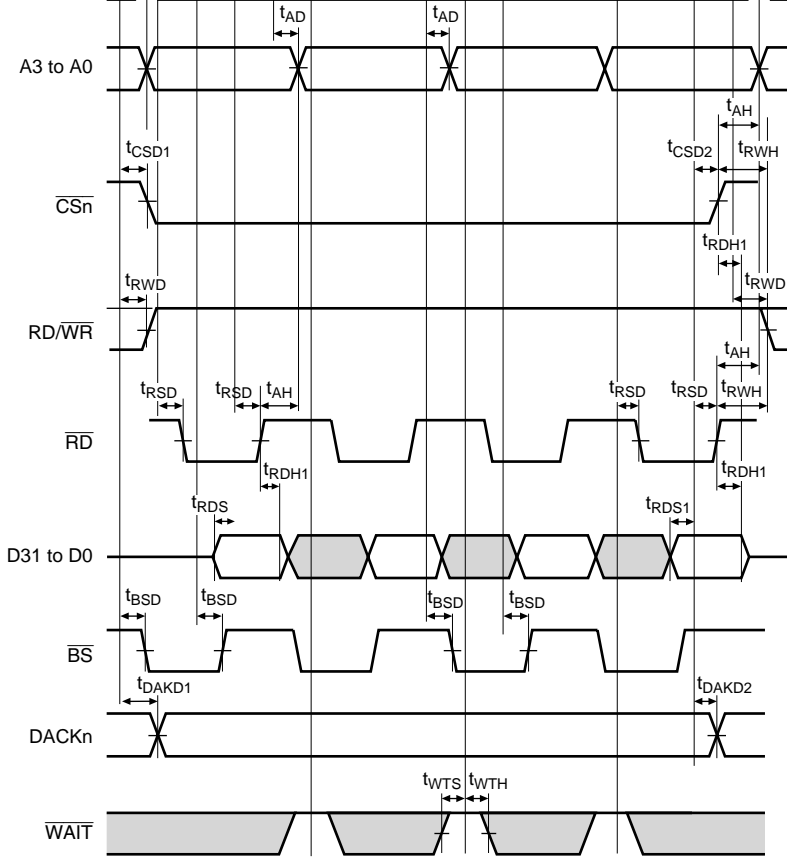 tAD tAD
A3 to A0
tAH
tCSD1 tCSD2 tRWH
CSn
tRDH1
tRWD tRWD
RD/WR
tAH
tRSD tRSD tAH tRSD tRSD tRWH
RD
tRDH1 tRDH1
tRDS tRDS1
D31 to D0
tBSD tBSD tBSD tBSD
BS
tDAKD1 tDAKD2
DACKn
tWTS tWTH
WAIT